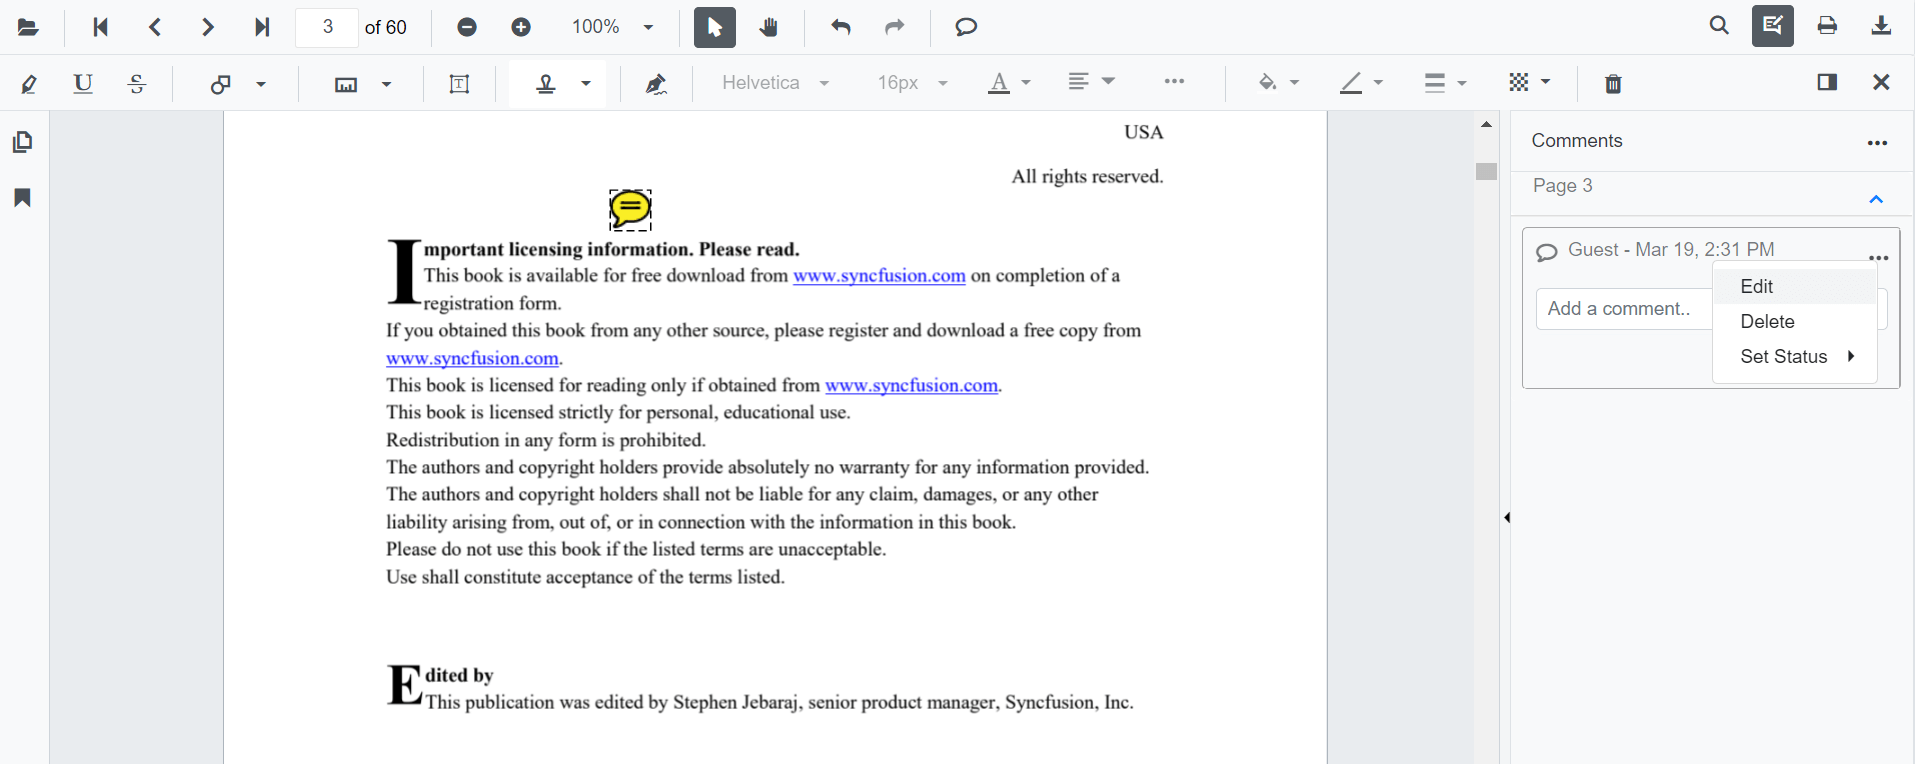 3 of 60 100%
U S T Helvetica 16px A
USA
All rights reserved.
Important licensing information. Please read.
This book is available for free download from www.syncfusion.com on completion of a
registration form.
If you obtained this book from any other source, please register and download a free copy from
www.syncfusion.com.
This book is licensed for reading only if obtained from www.syncfusion.com.
This book is licensed strictly for personal, educational use.
Redistribution in any form is prohibited.
The authors and copyright holders provide absolutely no warranty for any information provided.
The authors and copyright holders shall not be liable for any claim, damages, or any other
liability arising from, out of, or in connection with the information in this book.
Please do not use this book if the listed terms are unacceptable.
Use shall constitute acceptance of the terms listed.
Edited by
This publication was edited by Stephen Jebaraj, senior product manager, Syncfusion, Inc.
Comments
Page 3
Guest - Mar 19, 2:31 PM
Add a comment..
Edit
Delete
Set Status